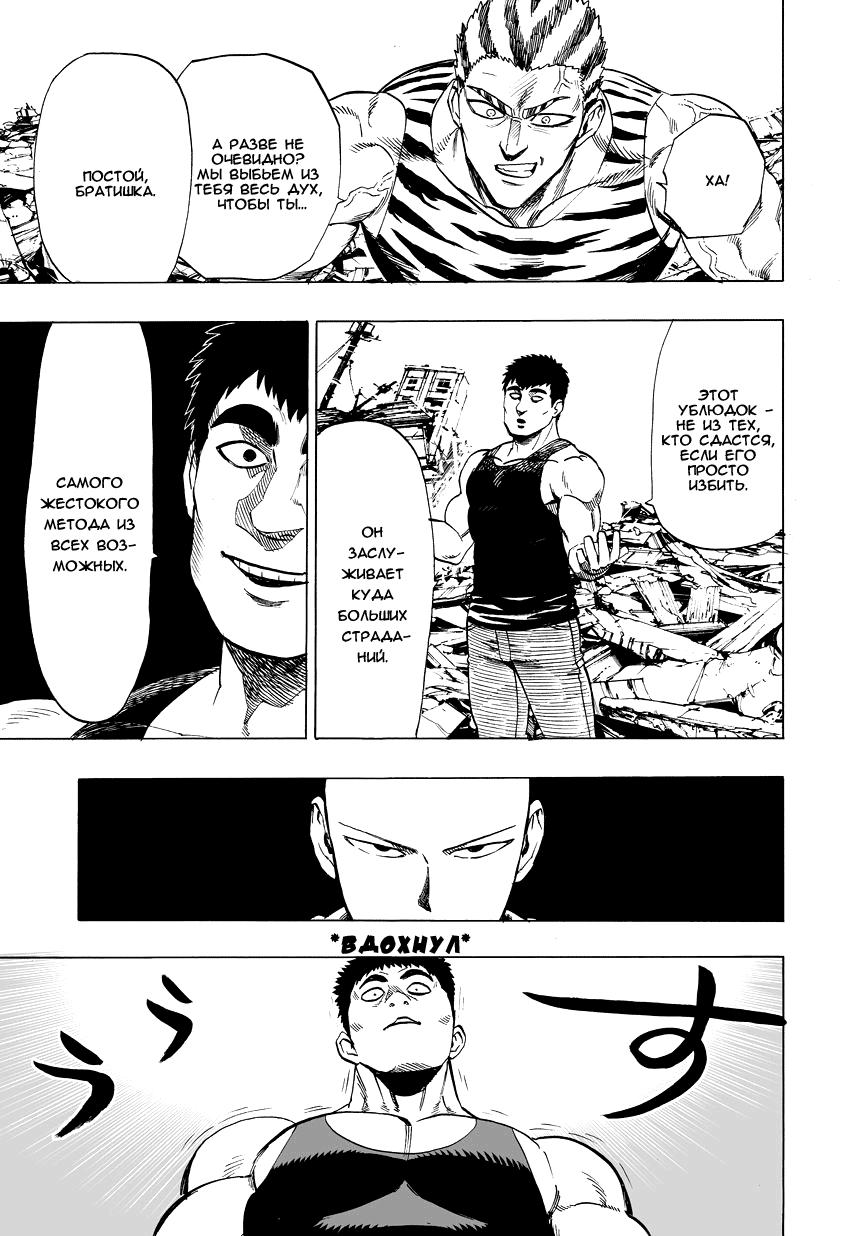 ХА!
А РАЗВЕ НЕ
ОЧЕВИДНО?
МЫ ВЫБЬЕМ ИЗ
ТЕБЯ ВЕСЬ ДУХ,
ЧТОБЫ ТЫ...
ПОСТОЙ,
БРАТИШКА.
ЭТОТ
УБЛЮДОК -
НЕ ИЗ ТЕХ,
КТО СДАСТСЯ,
ЕСЛИ ЕГО
ПРОСТО
ИЗБИТЬ.
ОН
ЗАСЛУ-
ЖИВАЕТ
КУДА
БОЛЬШИХ
СТРАДА-
НИЙ.
САМОГО
ЖЕСТОКОГО
МЕТОДА ИЗ
ВСЕХ ВОЗ-
МОЖНЫХ.
*ВДОХНУЛ*
すぅぅ